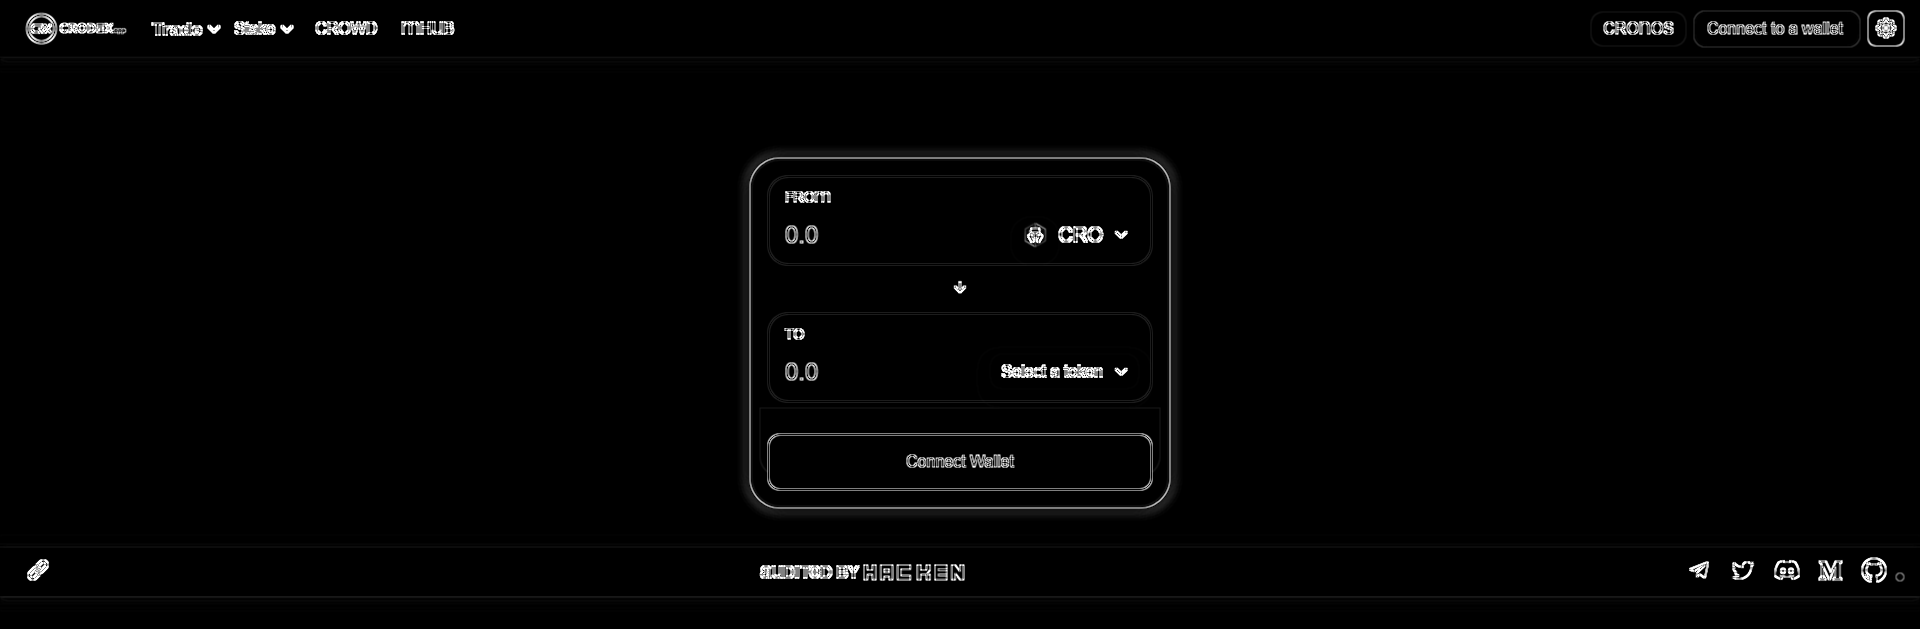 CRODEX
Trade
Stake
CROWD
MHUB
CRONOS
Connect to a wallet
FROM
0.0
CRO
TO
0.0
Select a token
Connect Wallet
AUDITED BY HACKEN